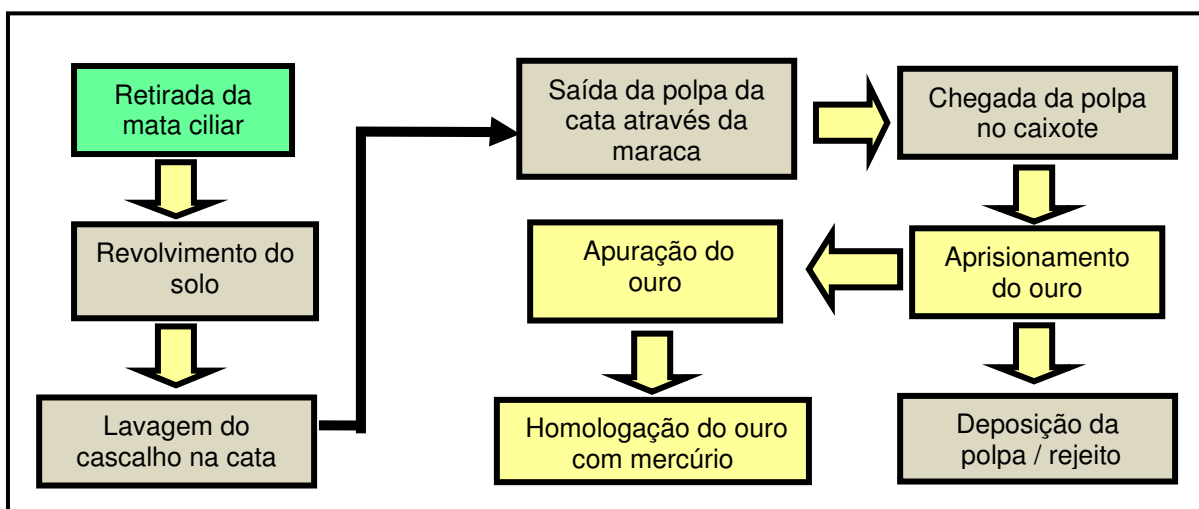 Retirada da
mata ciliar
Revolvimento do
solo
Lavagem do
cascalho na cata
Saída da polpa da
cata através da
maraca
Chegada da polpa
no caixote
Aprisionamento
do ouro
Apuração do
ouro
Homologação do ouro
com mercúrio
Deposição da
polpa / rejeito